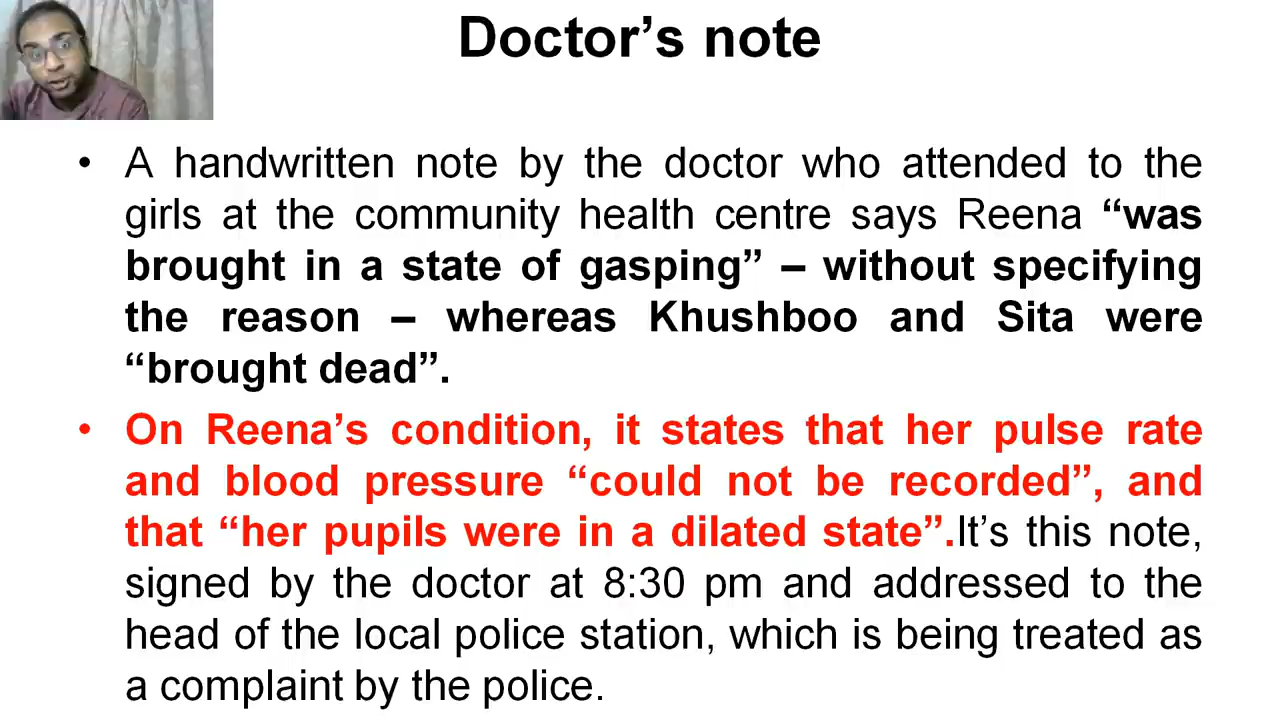 Doctor’s note
• A handwritten note by the doctor who attended to the
girls at the community health centre says Reena “was
brought in a state of gasping” – without specifying
the reason – whereas Khushboo and Sita were
“brought dead”.
• On Reena’s condition, it states that her pulse rate
and blood pressure “could not be recorded”, and
that “her pupils were in a dilated state”.It’s this note,
signed by the doctor at 8:30 pm and addressed to the
head of the local police station, which is being treated as
a complaint by the police.